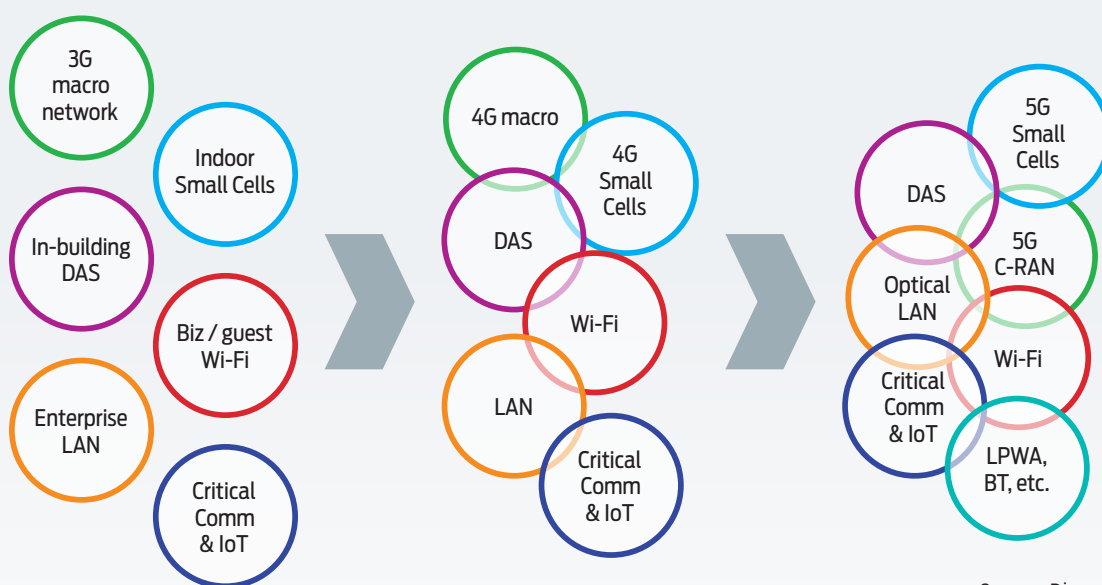 3G
macro
network
Indoor
Small Cells
In-building
DAS
Biz / guest
Wi-Fi
Enterprise
LAN
Critical
Comm
& IoT
4G macro
4G
Small
Cells
DAS
Wi-Fi
LAN
Critical
Comm
& IoT
5G
Small
Cells
DAS
5G
C-RAN
Optical
LAN
Wi-Fi
Critical
Comm
& IoT
LPWA,
BT, etc.